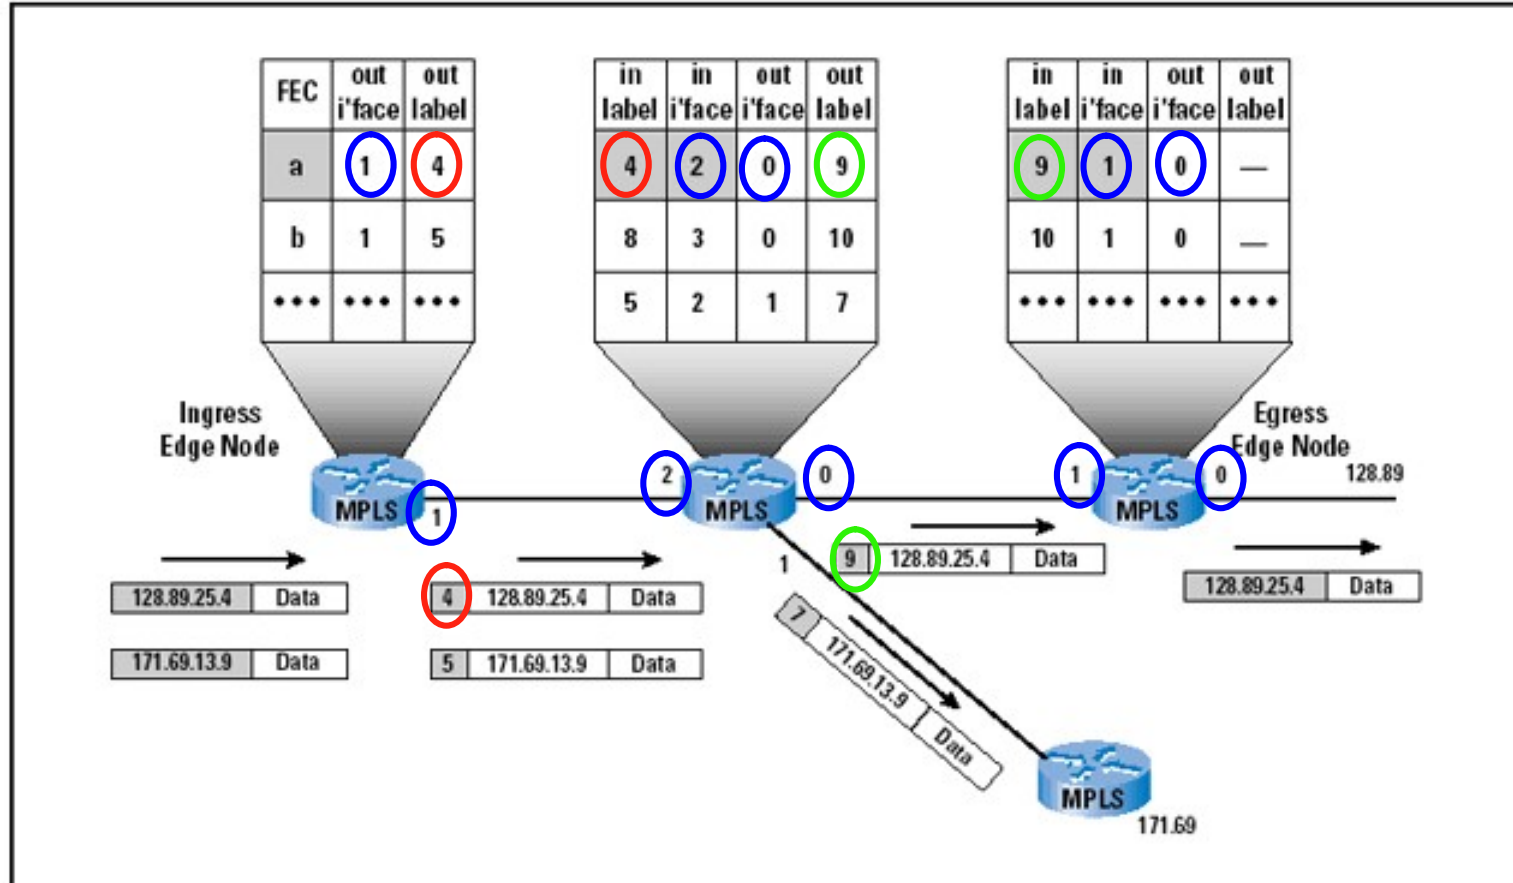 FEC out i'face out label
a 1 4
b 1 5
••• ••• •••
in label in i'face out i'face out label
4 2 0 9
8 3 0 10
5 2 1 7
in label in i'face out i'face out label
9 1 0 —
10 1 0 —
••• ••• ••• •••
Ingress
Edge Node
Egress
Edge Node
MPLS
1
2
MPLS
0
1
1
MPLS
0
128.89
128.89.25.4 Data
171.69.13.9 Data
4 128.89.25.4 Data
5 171.69.13.9 Data
9 128.89.25.4 Data
7 171.69.13.9 Data
128.89.25.4 Data
MPLS
171.69